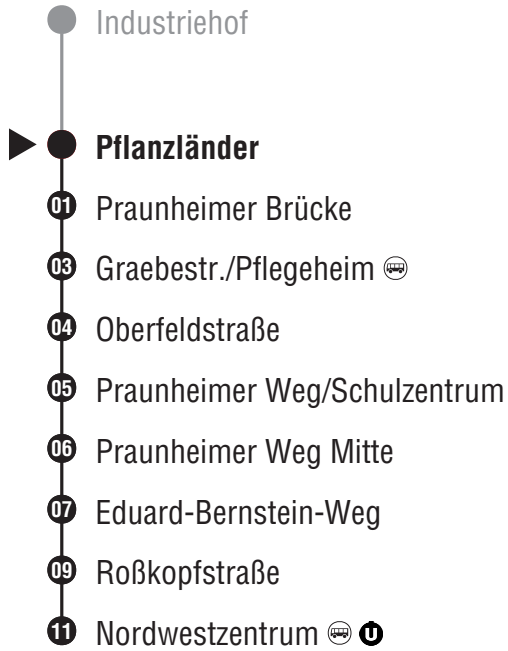 Industriehof
Pflanzländer
01 Praunheimer Brücke
03 Graebestr./Pflegeheim
04 Oberfeldstraße
05 Praunheimer Weg/Schulzentrum
06 Praunheimer Weg Mitte
07 Eduard-Bernstein-Weg
09 Roßkopfstraße
11 Nordwestzentrum U